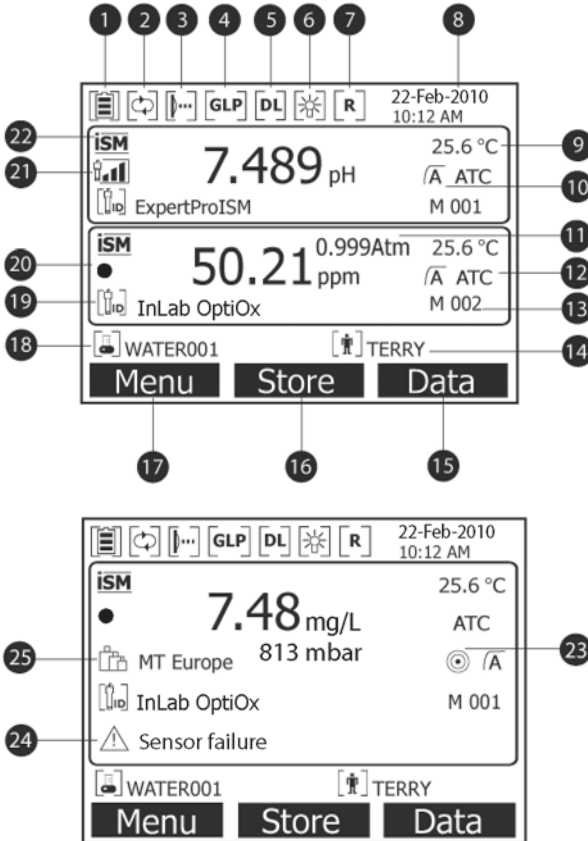 1 2 3 4 5 6 7 8
GLP DL R 22-Feb-2010
10:12 AM
22 iSM 7.489 pH 25.6 °C 9
21 A ATC 10
ID ExpertProISM M 001
iSM 50.21 ppm 0.999Atm 25.6 °C 11
20 A ATC 12
19 ID InLab OptiOx M 002 13
18 WATER001 TERRY 14
Menu Store Data
17 16 15
GLP DL R 22-Feb-2010
10:12 AM
iSM 25.6 °C
7.48 mg/L ATC
25 MT Europe 813 mbar A 23
ID InLab OptiOx M 001
24 Sensor failure
WATER001 TERRY
Menu Store Data